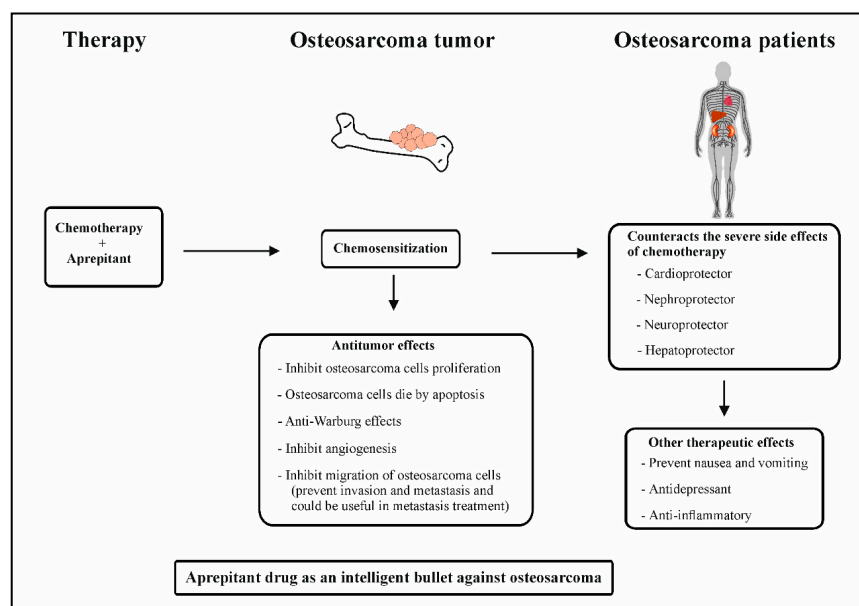 Therapy
Osteosarcoma tumor
Osteosarcoma patients
Chemotherapy
+
Aprepitant
Chemosensitization
Antitumor effects
- Inhibit osteosarcoma cells proliferation
- Osteosarcoma cells die by apoptosis
- Anti-Warburg effects
- Inhibit angiogenesis
- Inhibit migration of osteosarcoma cells
(prevent invasion and metastasis and
could be useful in metastasis treatment)
Counteracts the severe side effects
of chemotherapy
- Cardioprotector
- Nephroprotector
- Neuroprotector
- Hepatoprotector
Other therapeutic effects
- Prevent nausea and vomiting
- Antidepressant
- Anti-inflammatory
Aprepitant drug as an intelligent bullet against osteosarcoma